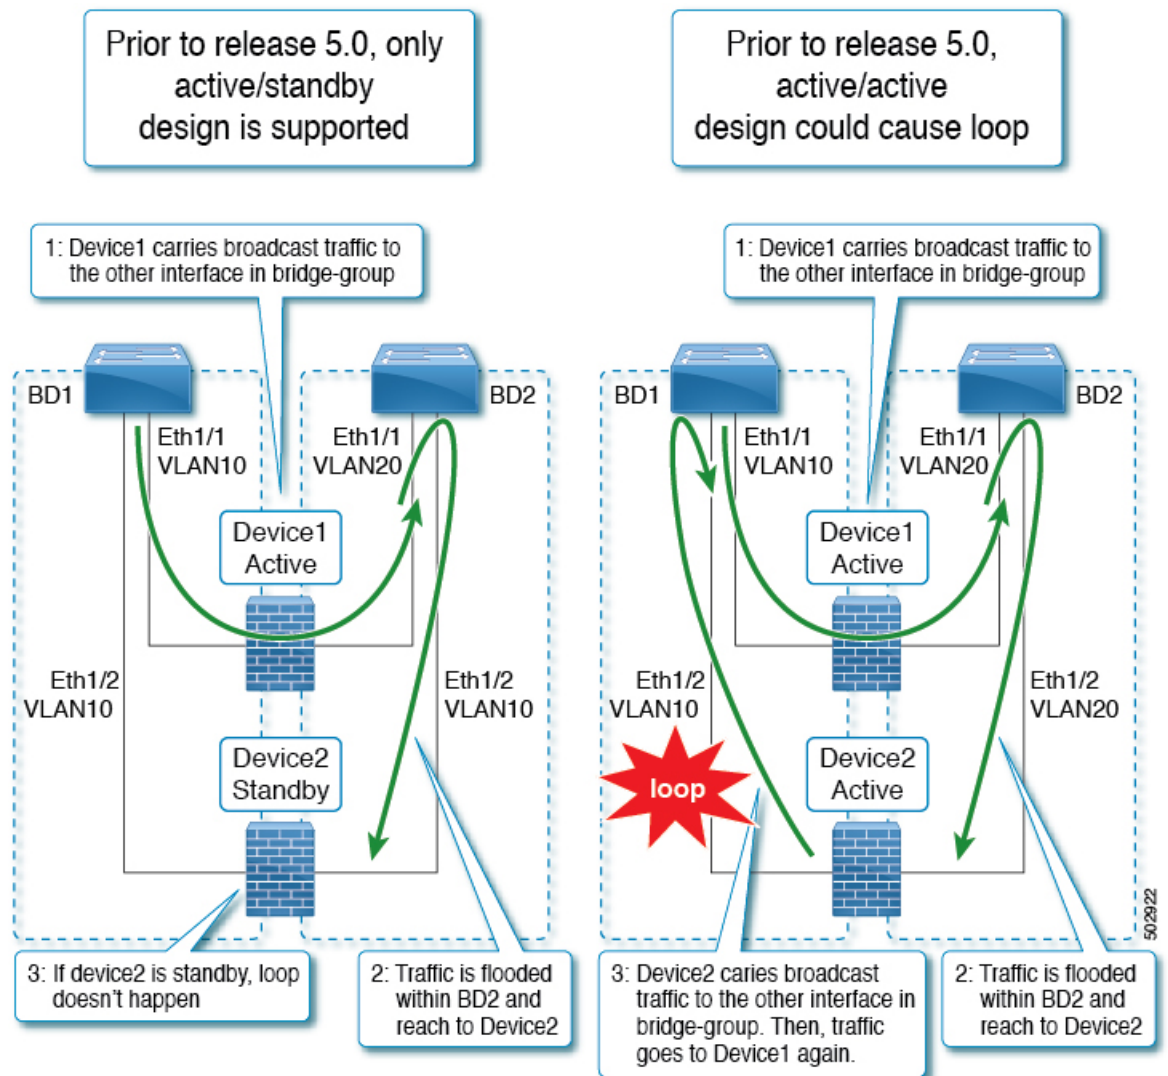 Prior to release 5.0, only
active/standby
design is supported
Prior to release 5.0,
active/active
design could cause loop
1: Device1 carries broadcast traffic to
the other interface in bridge-group
1: Device1 carries broadcast traffic to
the other interface in bridge-group
BD1
BD2
Eth1/1
VLAN10
Eth1/1
VLAN20
Device1
Active
Eth1/2
VLAN10
Eth1/2
VLAN10
Device2
Standby
BD1
BD2
Eth1/1
VLAN10
Eth1/1
VLAN20
Device1
Active
Eth1/2
VLAN10
Eth1/2
VLAN20
loop
Device2
Active
502922
3: If device2 is standby, loop
doesn't happen
2: Traffic is flooded
within BD2 and
reach to Device2
3: Device2 caries broadcast
traffic to the other interface in
bridge-group. Then, traffic
goes to Device1 again.
2: Traffic is flooded
within BD2 and
reach to Device2